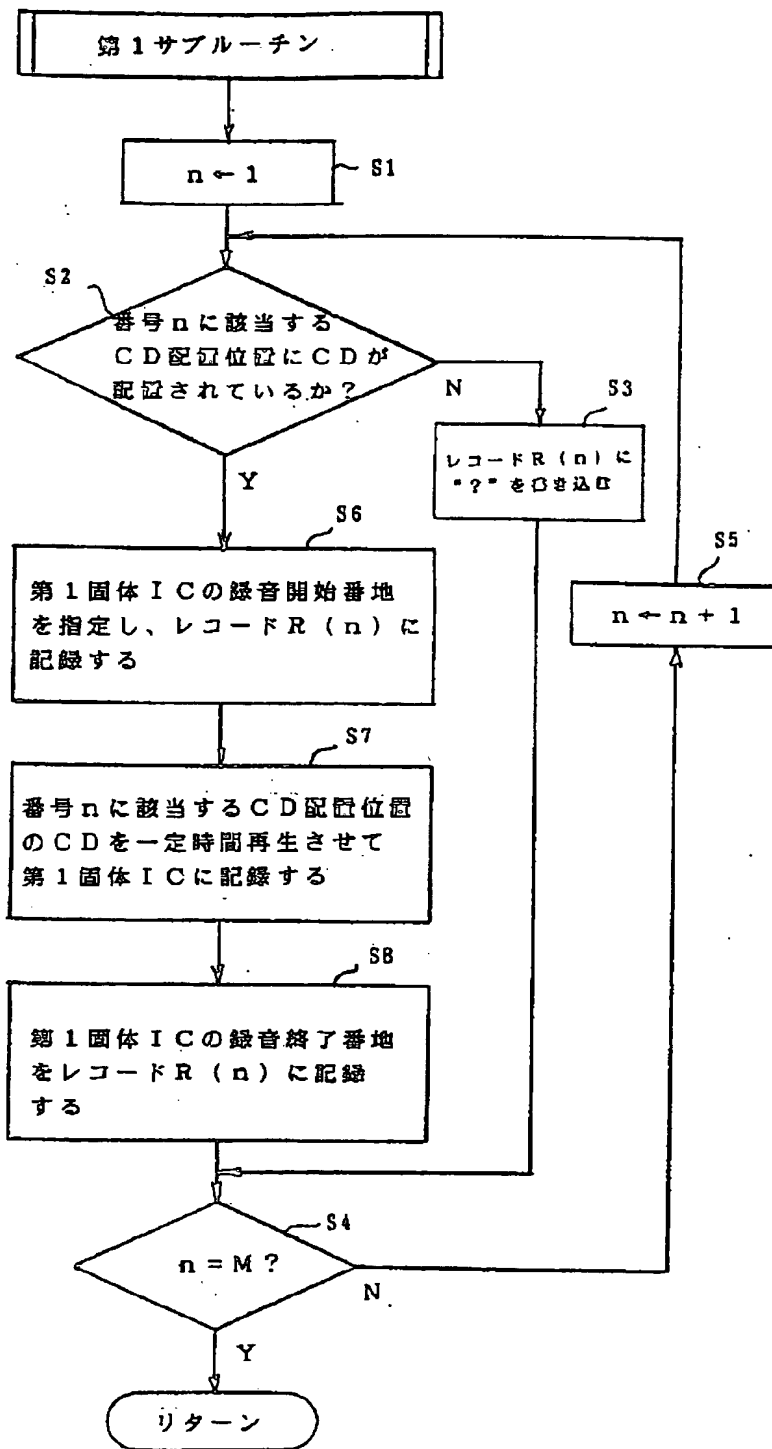 第1サブルーチン
n←1
S1
S2
番号nに該当する
CD配置位置にCDが
配置されているか?
N
Y
S3
レコードR(n)に
"?"を書き込む
S5
n←n+1
S6
第1固体ICの録音開始番地
を指定し、レコードR(n)に
記録する
S7
番号nに該当するCD配置位置
のCDを一定時間再生させて
第1固体ICに記録する
S8
第1固体ICの録音終了番地
をレコードR(n)に記録
する
S4
n=M?
N
Y
リターン